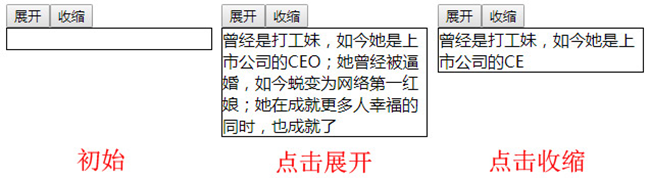 展开 收缩
初始
展开 收缩
曾经是打工妹，如今她是上
市公司的CEO；她曾经被逼
婚，如今蜕变为网络第一红
娘；她在成就更多人幸福的
同时，也成就了
点击展开
展开 收缩
曾经是打工妹，如今她是上
市公司的CE
点击收缩